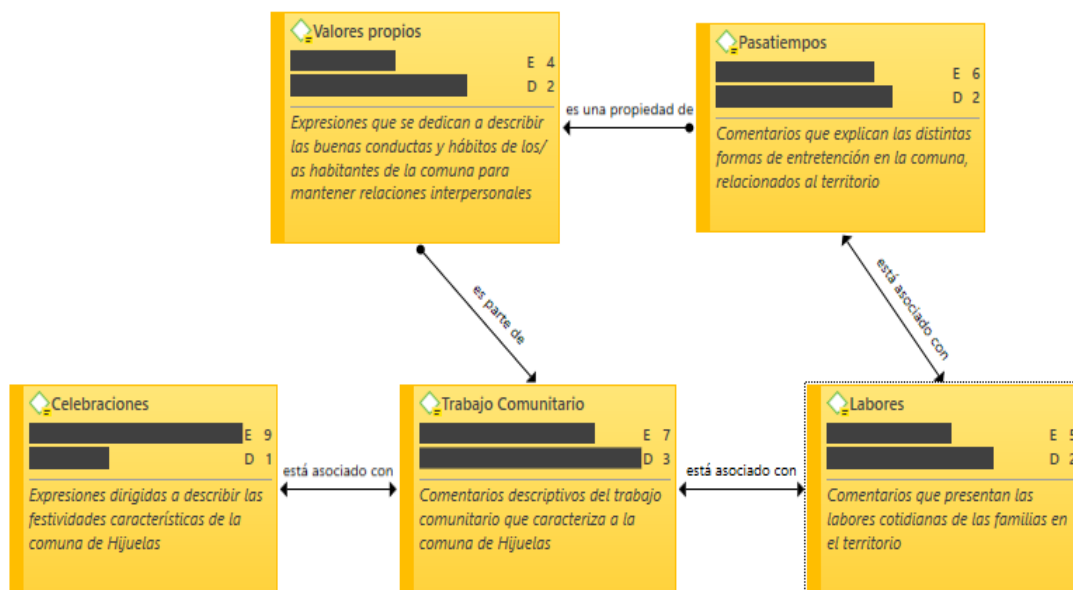 Valores propios
E 4
D 2
Expresiones que se dedican a describir
las buenas conductas y hábitos de los/
as habitantes de la comuna para
mantener relaciones interpersonales
es una propiedad de
Pasatiempos
E 6
D 2
Comentarios que explican las distintas
formas de entretención en la comuna,
relacionados al territorio
es parte de
está asociado con
Celebraciones
E 9
D 1
Expresiones dirigidas a describir las
festividades características de la
comuna de Hijuelas
está asociado con
Trabajo Comunitario
E 7
D 3
Comentarios descriptivos del trabajo
comunitario que caracteriza a la
comuna de Hijuelas
está asociado con
Labores
E 5
D 2
Comentarios que presentan las
labores cotidianas de las familias en
el territorio